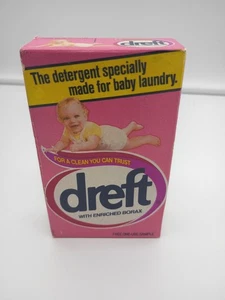 dreft
The detergent specially
made for baby laundry.
FOR A CLEAN YOU CAN TRUST
dreft
WITH ENRICHED BORAX